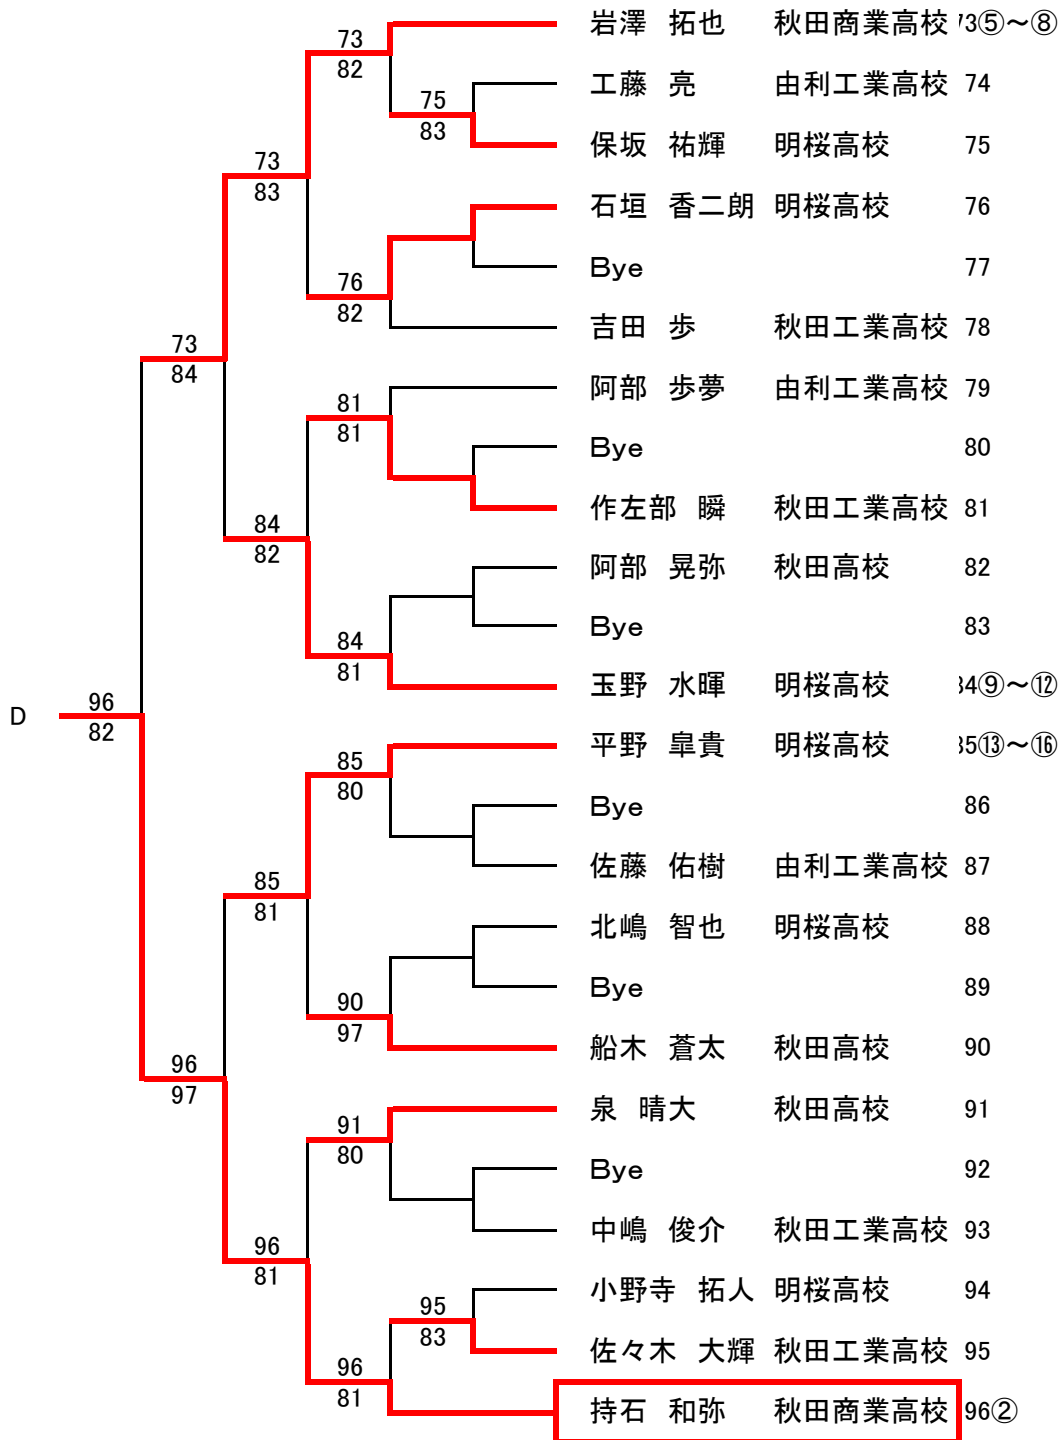 岩澤 拓也 秋田商業高校 73⑤～⑧
73
82
工藤 亮 由利工業高校 74
75
83
保坂 祐輝 明桜高校 75
73
83
石垣 香二朗 明桜高校 76
Bye 77
76
82
吉田 歩 秋田工業高校 78
73
84
阿部 歩夢 由利工業高校 79
81
81
Bye 80
作左部 瞬 秋田工業高校 81
84
82
阿部 晃弥 秋田高校 82
Bye 83
84
81
玉野 水暉 明桜高校 84⑨～⑫
D
96
82
平野 皐貴 明桜高校 85⑬～⑯
85
80
Bye 86
佐藤 佑樹 由利工業高校 87
85
81
北嶋 智也 明桜高校 88
Bye 89
90
97
船木 蒼太 秋田高校 90
96
97
泉 晴大 秋田高校 91
91
80
Bye 92
中嶋 俊介 秋田工業高校 93
96
81
小野寺 拓人 明桜高校 94
95
83
佐々木 大輝 秋田工業高校 95
96
81
持石 和弥 秋田商業高校 96②